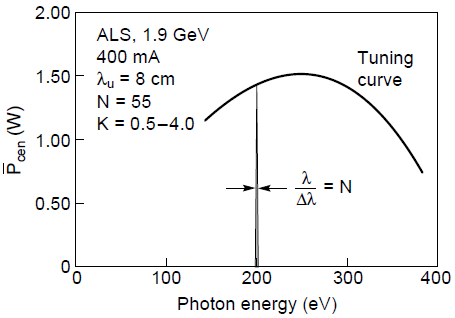 2.00
1.50
1.00
0.50
0
P̅cen (W)
ALS, 1.9 GeV
400 mA
λu = 8 cm
N = 55
K = 0.5–4.0
Tuning
curve
λ/Δλ = N
0 100 200 300 400
Photon energy (eV)